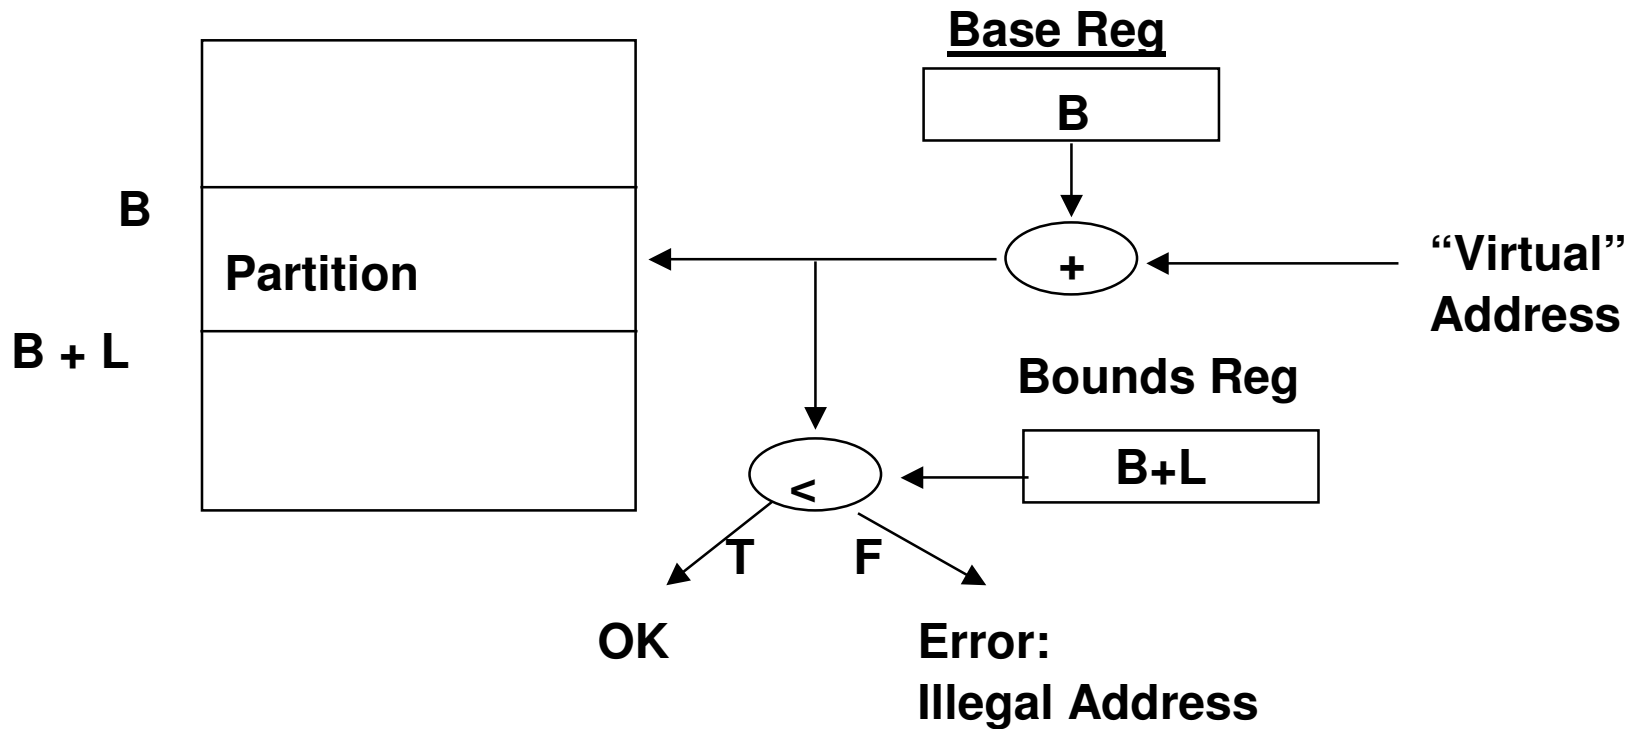 Base Reg
B
B
Partition
+
“Virtual”
Address
B + L
Bounds Reg
B+L
<
T
F
OK
Error:
Illegal Address